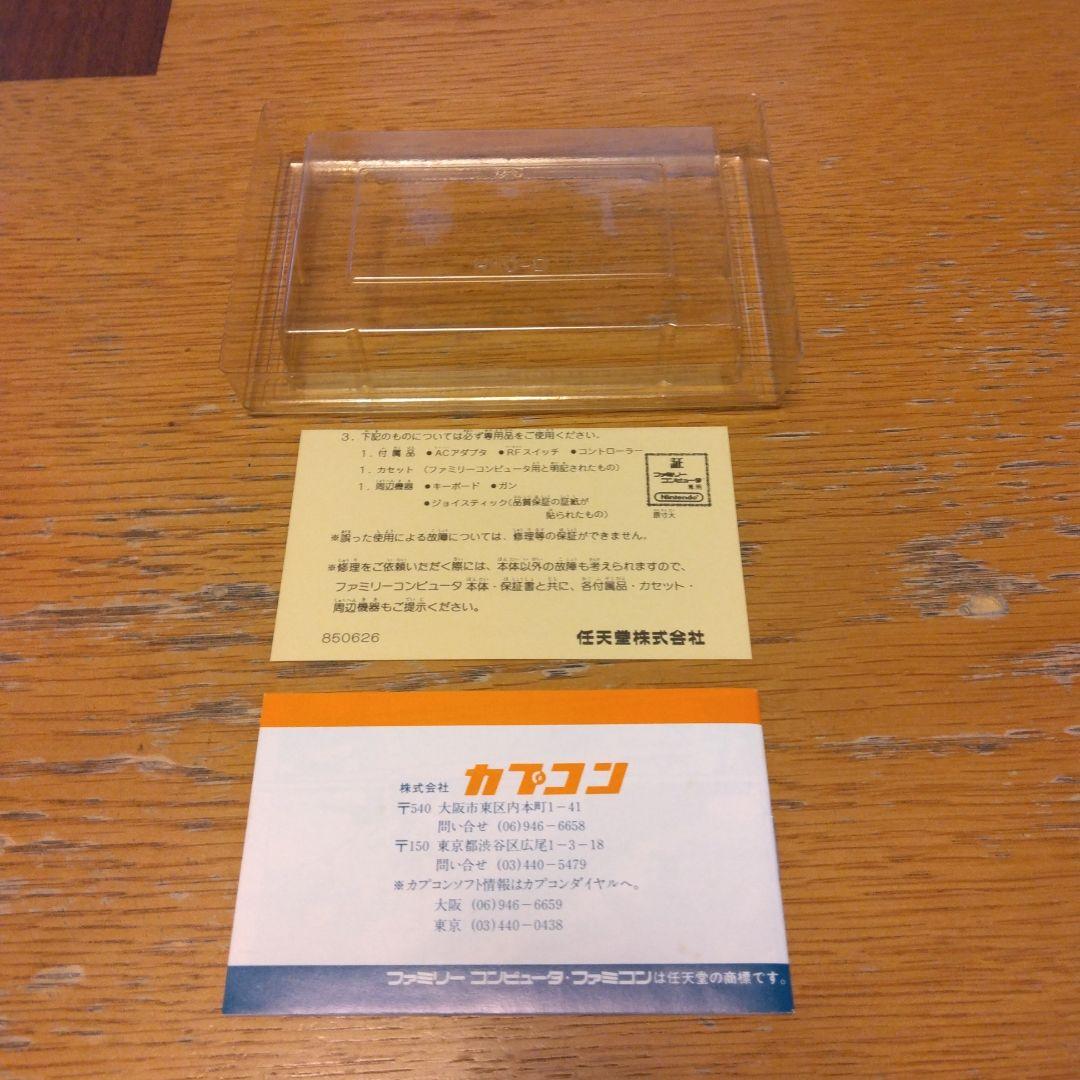 3. 下記のものについては必ず専用品をご使用ください。
1. 付属品 ●ACアダプタ ●RFスイッチ ●コントローラー
1. カセット (ファミリーコンピュータ用と明記されたもの)
1. 周辺機器 ●キーボード ●ガン
●ジョイスティック(品質保証の証紙が
貼られたもの)
証
ファミリー
コンピュータ
専用
Nintendo
原寸大
※誤った使用による故障については、修理等の保証ができません。
※修理をご依頼いただく際には、本体以外の故障も考えられますので、
ファミリーコンピュータ本体・保証書と共に、各付属品・カセット・
周辺機器もご提示ください。
850626 任天堂株式会社
株式会社 カプコン
〒540 大阪市東区内本町1-41
問い合せ (06)946-6658
〒150 東京都渋谷区広尾1-3-18
問い合せ (03)440-5479
※カプコンソフト情報はカプコンダイヤルへ。
大阪 (06)946-6659
東京 (03)440-0438
ファミリーコンピュータ・ファミコンは任天堂の商標です。